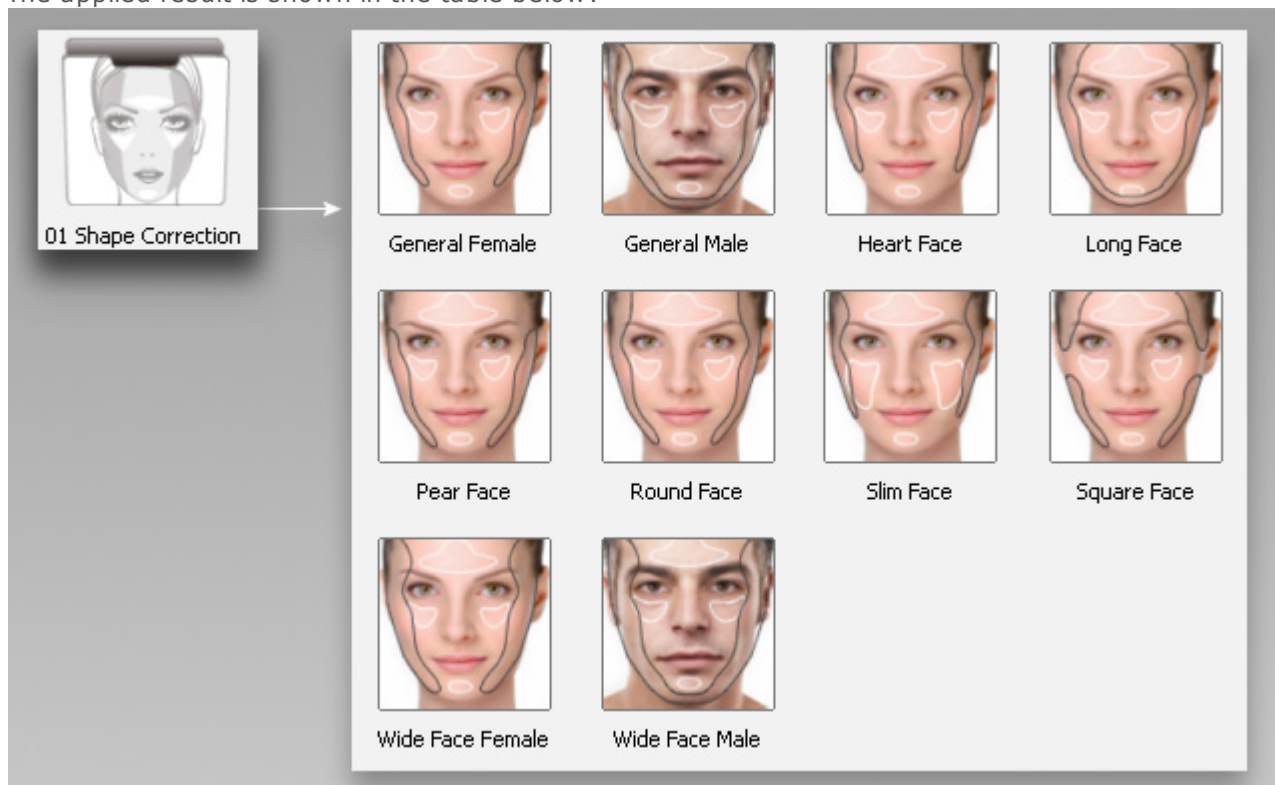 The applied result is shown in the table below:
01 Shape Correction
General Female
General Male
Heart Face
Long Face
Pear Face
Round Face
Slim Face
Square Face
Wide Face Female
Wide Face Male